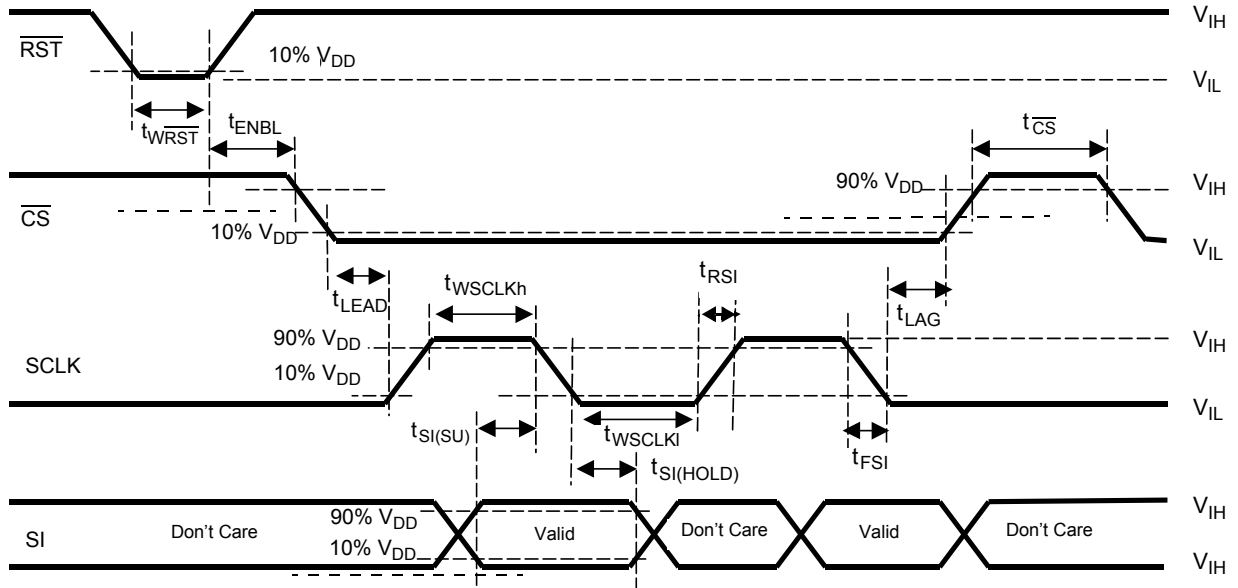 V_IH
RST
10% V_DD
V_IL
t_WRST
t_ENBL
t_CS
90% V_DD
V_IH
CS
10% V_DD
V_IL
t_LEAD
t_WSCLKh
t_RSI
t_LAG
90% V_DD
V_IH
SCLK
10% V_DD
V_IL
t_SI(SU)
t_WSCLKl
t_FSI
t_SI(HOLD)
V_IH
90% V_DD
SI
Don't Care
Valid
Don't Care
Valid
Don't Care
10% V_DD
V_IH